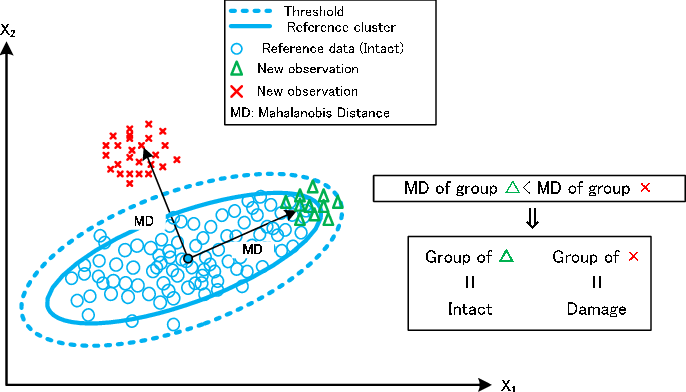 X2
Threshold
Reference cluster
Reference data (Intact)
New observation
New observation
MD: Mahalanobis Distance
MD
MD
MD of group △ < MD of group ×
⇓
Group of △ Group of ×
= =
Intact Damage
X1